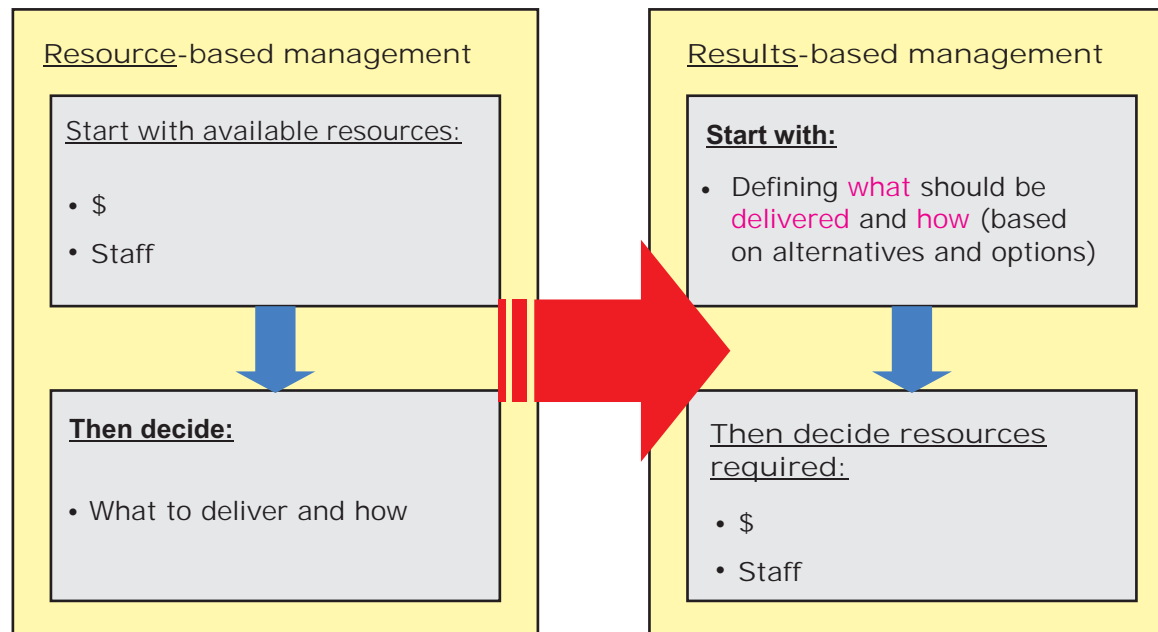 Resource-based management
Start with available resources:
• $
• Staff
Then decide:
• What to deliver and how
Results-based management
Start with:
• Defining what should be
delivered and how (based
on alternatives and options)
Then decide resources
required:
• $
• Staff